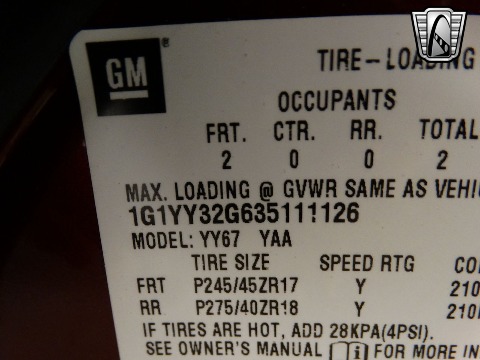 GM®
TIRE-LOADING
OCCUPANTS
FRT. CTR. RR. TOTAL
2 0 0 2
MAX. LOADING @ GVWR SAME AS VEHIC
1G1YY32G635111126
MODEL: YY67 YAA
TIRE SIZE SPEED RTG CO
FRT P245/45ZR17 Y 210
RR P275/40ZR18 Y 210
IF TIRES ARE HOT, ADD 28KPA(4PSI).
SEE OWNER'S MANUAL i FOR MORE IN